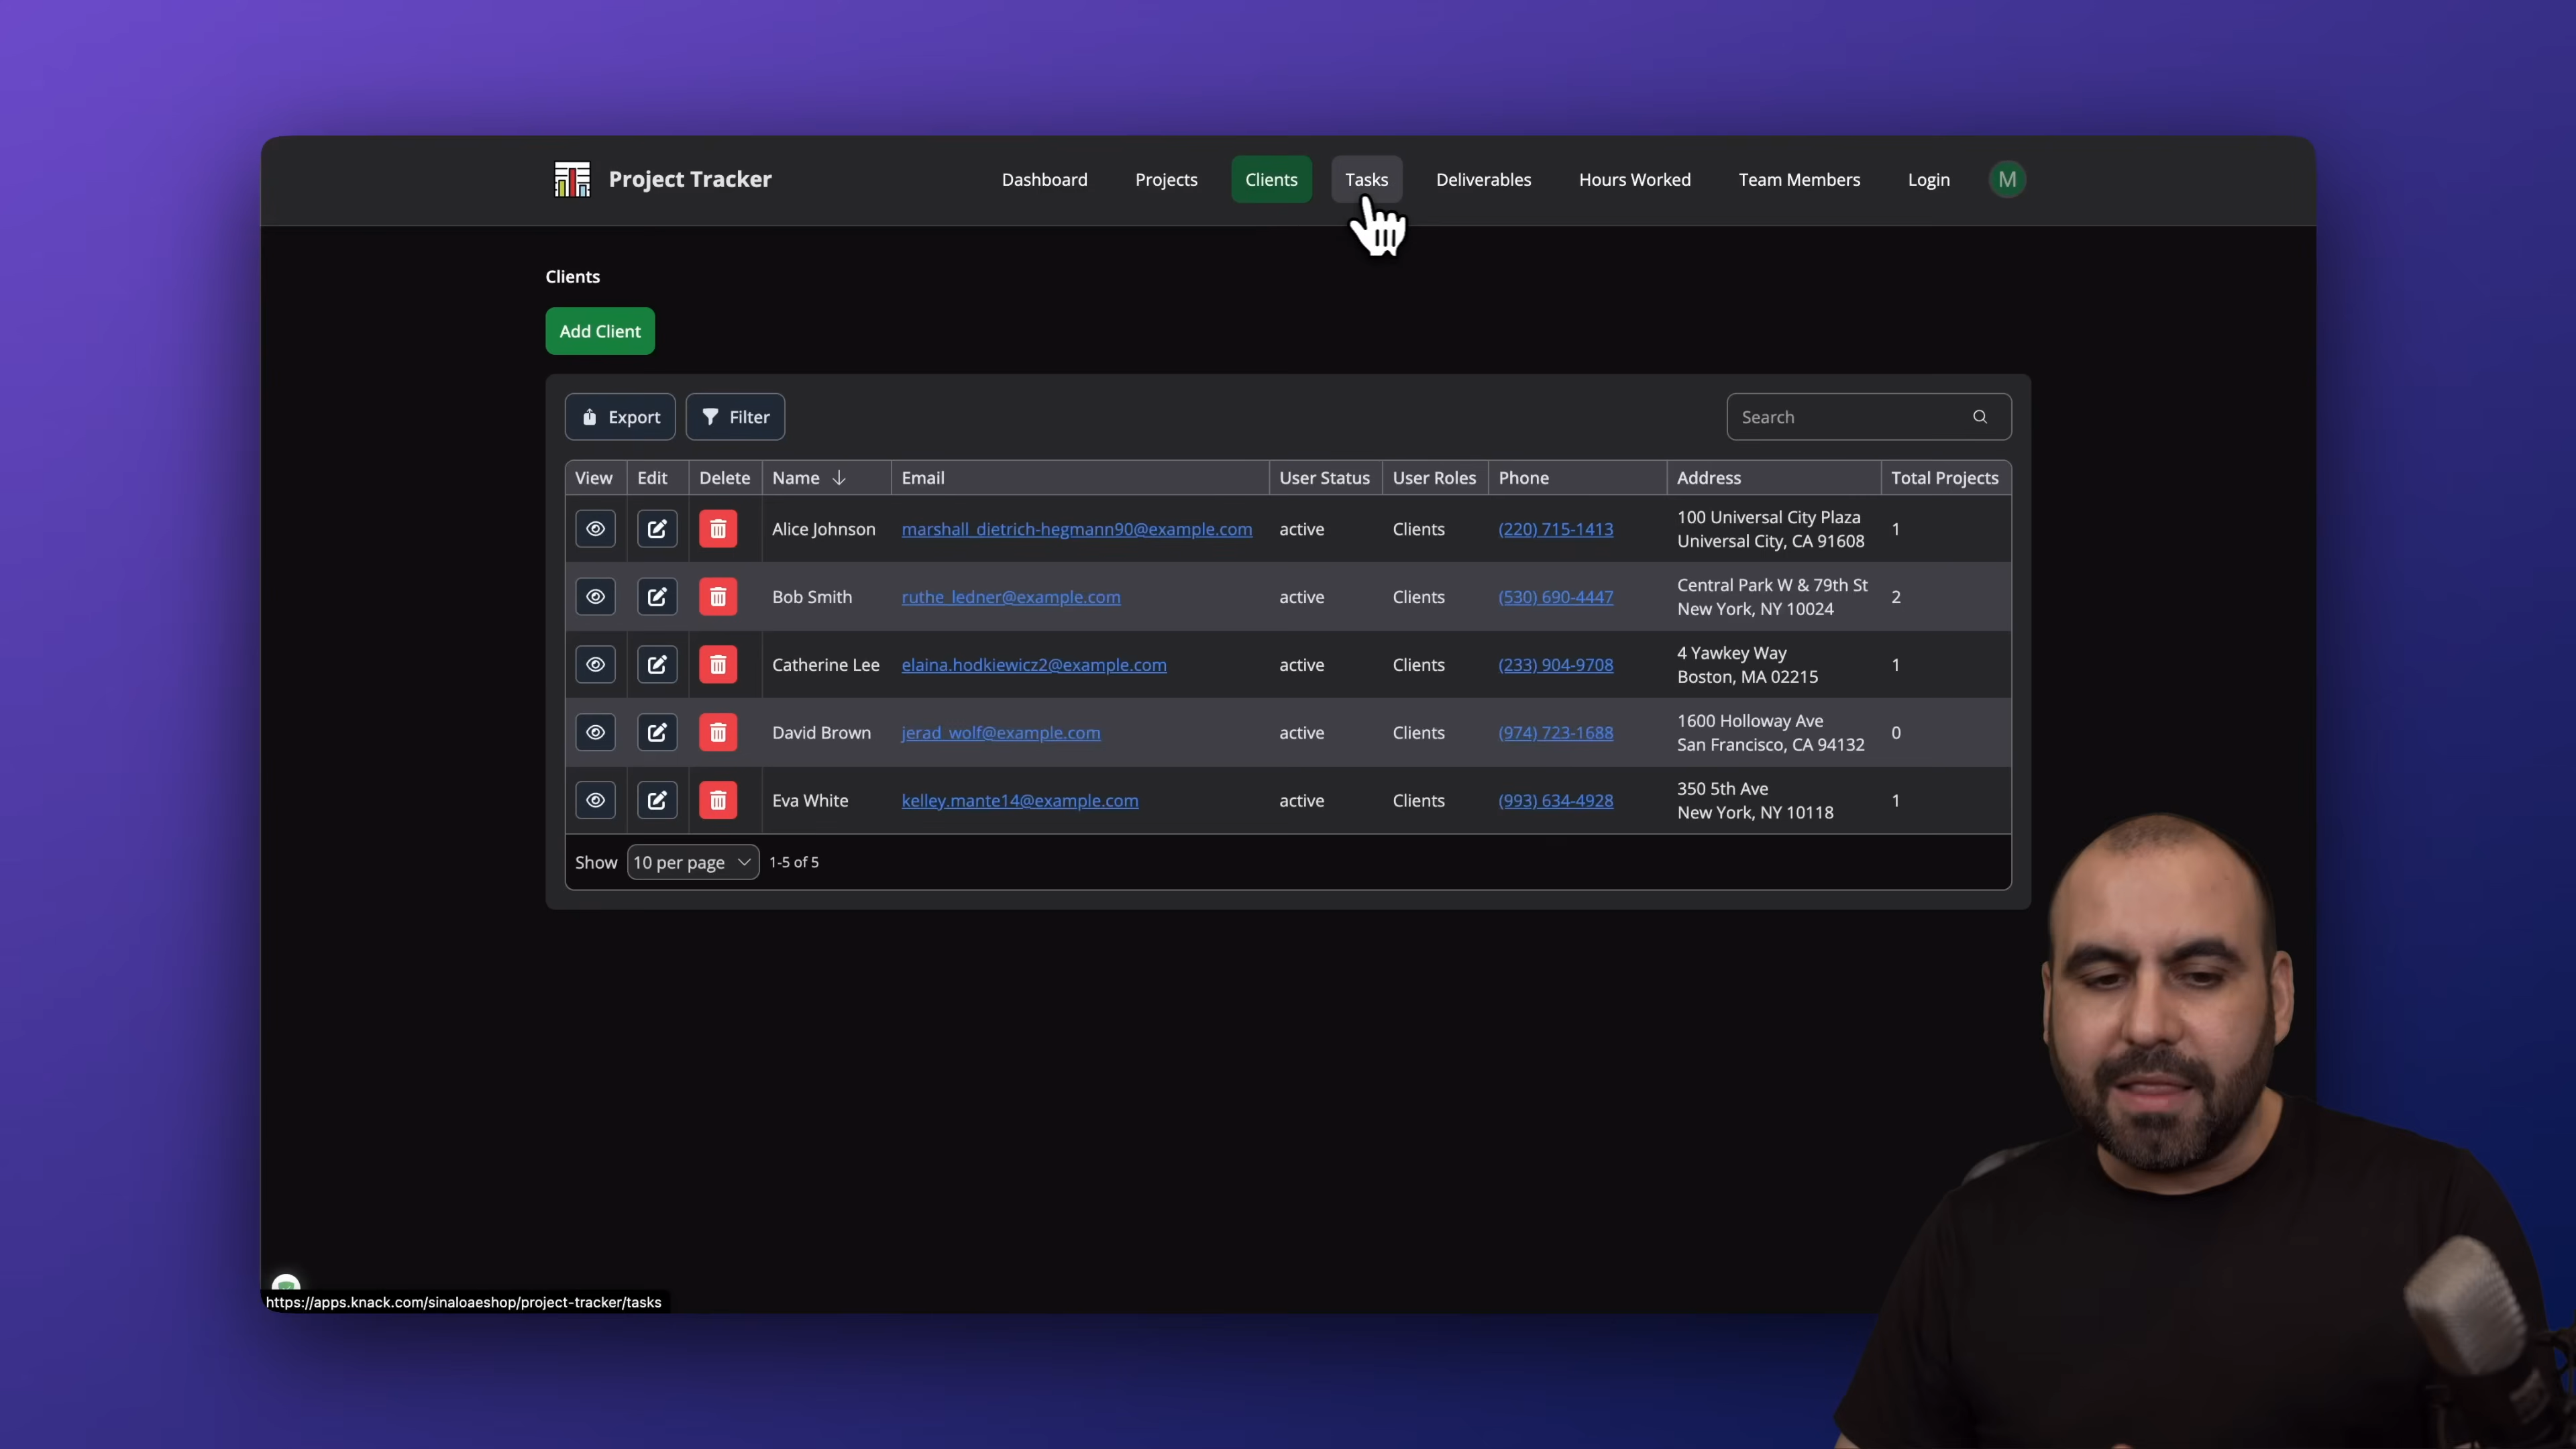 Project Tracker
Dashboard
Projects
Clients
Tasks
Deliverables
Hours Worked
Team Members
Login
M
Clients
Add Client
Export
Filter
Search
View Edit Delete Name Email User Status User Roles Phone Address Total Projects
Alice Johnson marshall_dietrich-hegmann90@example.com active Clients (220) 715-1413 100 Universal City Plaza 1
Universal City, CA 91608
Bob Smith ruthe_ledner@example.com active Clients (530) 690-4447 Central Park W & 79th St 2
New York, NY 10024
Catherine Lee elaina.hodkiewicz2@example.com active Clients (233) 904-9708 4 Yawkey Way 1
Boston, MA 02215
David Brown jerad_wolf@example.com active Clients (974) 723-1688 1600 Holloway Ave 0
San Francisco, CA 94132
Eva White kelley.mante14@example.com active Clients (993) 634-4928 350 5th Ave 1
New York, NY 10118
Show 10 per page 1-5 of 5
https://apps.knack.com/sinaloaeshop/project-tracker/tasks